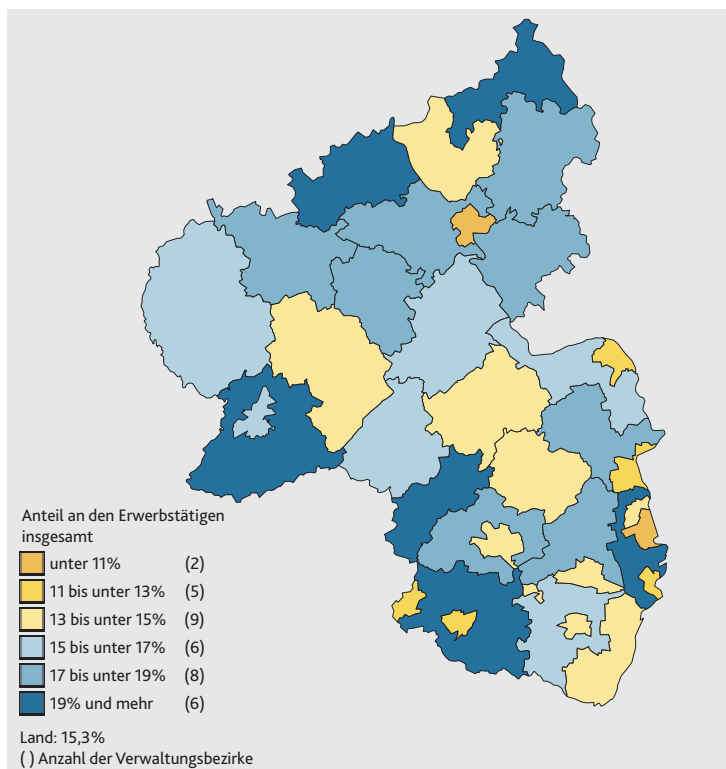 Anteil an den Erwerbstätigen
insgesamt
unter 11% (2)
11 bis unter 13% (5)
13 bis unter 15% (9)
15 bis unter 17% (6)
17 bis unter 19% (8)
19% und mehr (6)
Land: 15,3%
( ) Anzahl der Verwaltungsbezirke